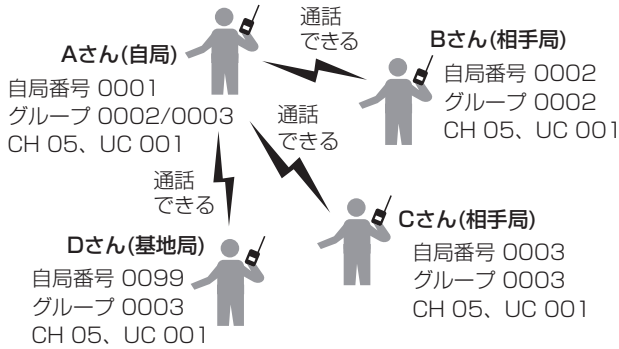 Aさん(自局)
自局番号 0001
グループ 0002/0003
CH 05、UC 001
通話
できる
Bさん(相手局)
自局番号 0002
グループ 0002
CH 05、UC 001
通話
できる
通話
できる
Cさん(相手局)
自局番号 0003
グループ 0003
CH 05、UC 001
Dさん(基地局)
自局番号 0099
グループ 0003
CH 05、UC 001